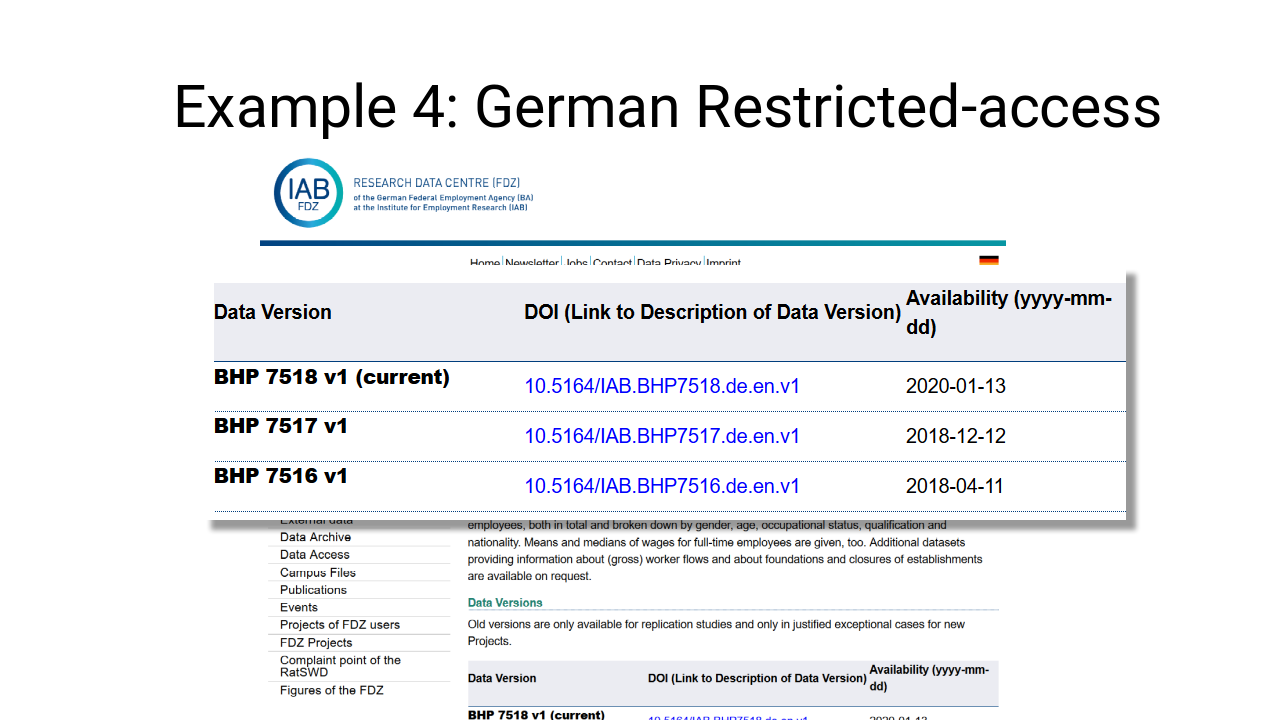 Example 4: German Restricted-access
IAB
FDZ
RESEARCH DATA CENTRE (FDZ)
of the German Federal Employment Agency (BA)
at the Institute for Employment Research (IAB)
Home Newsletter Jobs Contact Data Privacy Imprint
Data Version DOI (Link to Description of Data Version) Availability (yyyy-mm-
dd)
BHP 7518 v1 (current) 10.5164/IAB.BHP7518.de.en.v1 2020-01-13
BHP 7517 v1 10.5164/IAB.BHP7517.de.en.v1 2018-12-12
BHP 7516 v1 10.5164/IAB.BHP7516.de.en.v1 2018-04-11
External data
Data Archive
Data Access
Campus Files
Publications
Events
Projects of FDZ users
FDZ Projects
Complaint point of the
RatSWD
Figures of the FDZ
employees, both in total and broken down by gender, age, occupational status, qualification and
nationality. Means and medians of wages for full-time employees are given, too. Additional datasets
providing information about (gross) worker flows and about foundations and closures of establishments
are available on request.
Data Versions
Old versions are only available for replication studies and only in justified exceptional cases for new
Projects.
Data Version DOI (Link to Description of Data Version) Availability (yyyy-mm-
dd)
BHP 7518 v1 (current) 10.5164/IAB.BHP7518.de.en.v1 2020-01-13